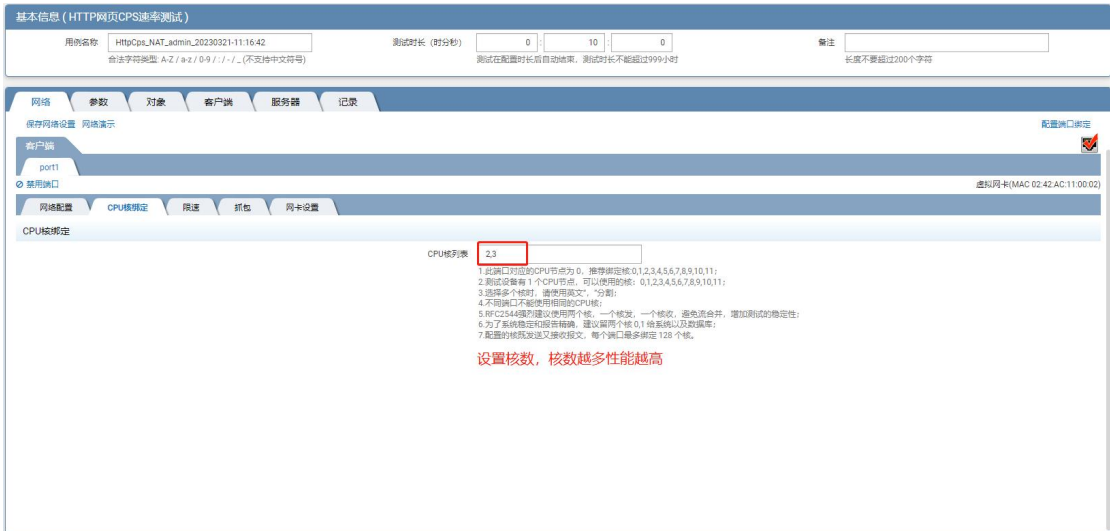 基本信息 ( HTTP网页CPS速率测试 )
用例名称 HttpCps_NAT_admin_20230321-11:16:42 测试时长（时分秒） 0 : 10 : 0 备注
合法字符类型: A-Z / a-z / 0-9 / : / - / _ (不支持中文符号) 测试在配置时长后自动结束，测试时长不能超过999小时 长度不要超过200个字符
网络 参数 对象 客户端 服务器 记录
保存网络设置 网络演示 配置端口绑定
客户端
port1
禁用端口 虚拟网卡(MAC 02:42:AC:11:00:02)
网络配置 CPU核绑定 限速 抓包 网卡设置
CPU核绑定
CPU核列表 2,3
1.此端口对应的CPU节点为 0，推荐绑定核:0,1,2,3,4,5,6,7,8,9,10,11;
2.测试设备有 1 个CPU节点，可以使用的核：0,1,2,3,4,5,6,7,8,9,10,11;
3.选择多个核时，请使用英文","分割;
4.不同端口不能使用相同的CPU核;
5.RFC2544强烈建议使用两个核，一个核发，一个核收，避免流合并，增加测试的稳定性;
6.为了系统稳定和报告精确，建议留两个核 0,1 给系统以及数据库;
7.配置的核既发送又接收报文，每个端口最多绑定 128 个核。
设置核数，核数越多性能越高